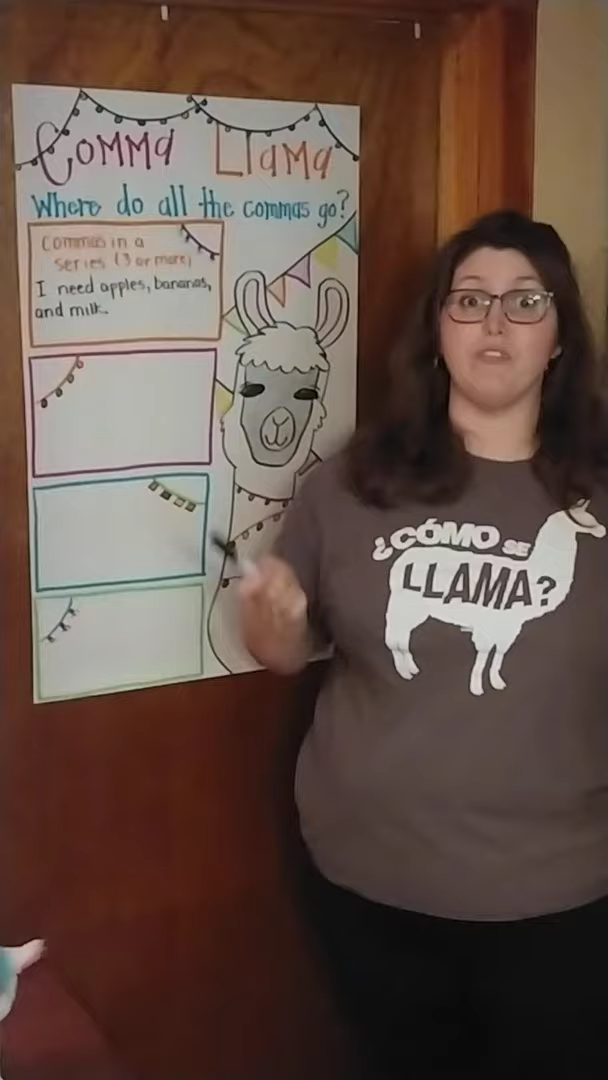 Comma Llama
Where do all the commas go?
Commas in a
series (3 or more)
I need apples, bananas,
and milk.
¿CÓMO SE
LLAMA?